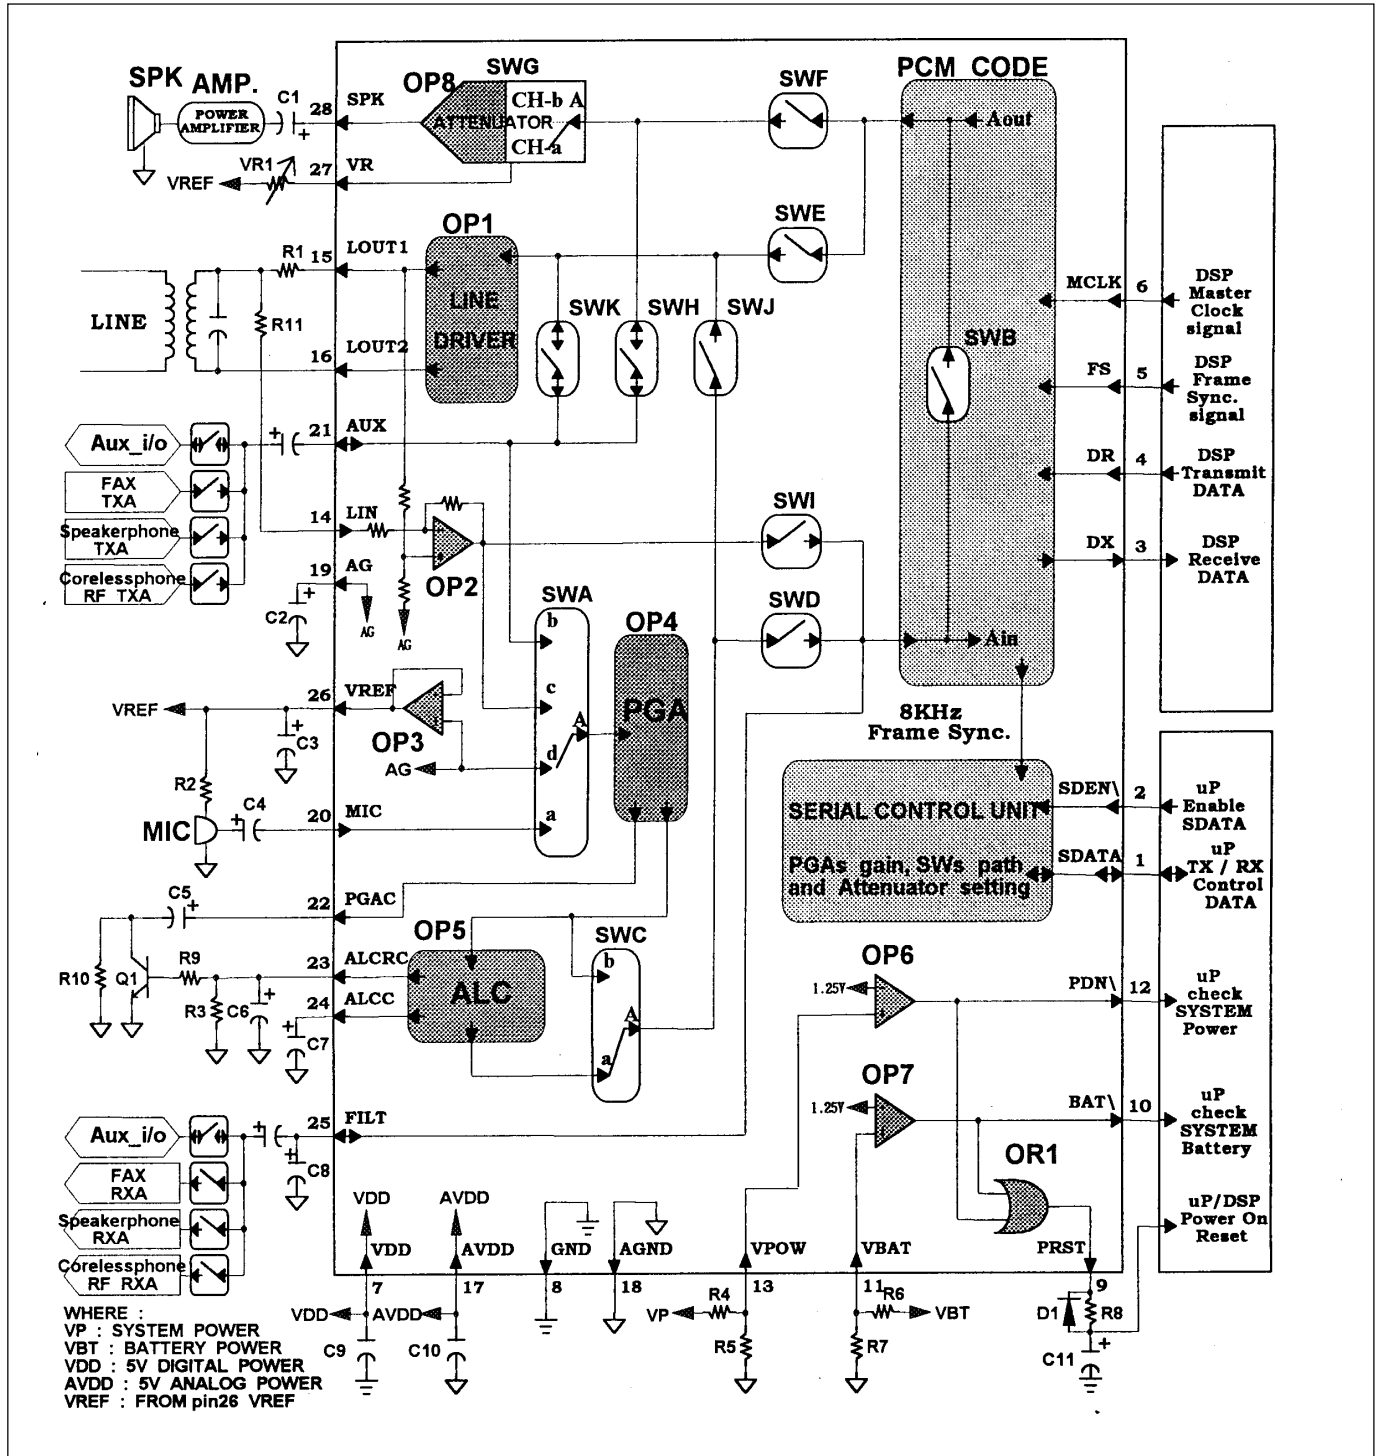 SPK AMP.
POWER
AMPLIFIER
C1
28 SPK
OP8
SWG
CH-b A
ATTENUATOR
CH-a
SWF
PCM CODE
Aout
VREF
VR1
27 VR
SWE
OP1
LINE
DRIVER
R1
15 LOUT1
LINE
R11
16 LOUT2
SWK
SWH
SWJ
SWB
MCLK 6
DSP
Master
Clock
signal
FS 5
DSP
Frame
Sync.
signal
DR 4
DSP
Transmit
DATA
DX 3
DSP
Receive
DATA
Aux_i/o
21 AUX
FAX
TXA
Speakerphone
TXA
Corelessphone
RF TXA
14 LIN
OP2
19 AG
C2
AG
AG
SWI
SWD
SWA
b
c
d
a
A
OP4
PGA
Ain
8KHz
Frame Sync.
VREF
26 VREF
C3
OP3
AG
R2
MIC
C4
20 MIC
SERIAL CONTROL UNIT
PGAs gain, SWs path
and Attenuator setting
SDEN\ 2
uP
Enable
SDATA
SDATA 1
uP
TX / RX
Control
DATA
C5
22 PGAC
OP5
ALC
SWC
b
A
a
R10
Q1
R9
R3
C6
23 ALCRC
24 ALCC
C7
OP6
1.25V
PDN\ 12
uP
check
SYSTEM
Power
OP7
1.25V
BAT\ 10
uP
check
SYSTEM
Battery
OR1
uP/DSP
Power On
Reset
PRST
9
Aux_i/o
25 FILT
C8
FAX
RXA
Speakerphone
RXA
Corelessphone
RF RXA
VDD
AVDD
VDD
AVDD
GND
AGND
VPOW
VBAT
7
17
8
18
13
11
VDD
AVDD
C9
C10
VP
R4
R5
R6
VBT
R7
D1
R8
C11
WHERE :
VP : SYSTEM POWER
VBT : BATTERY POWER
VDD : 5V DIGITAL POWER
AVDD : 5V ANALOG POWER
VREF : FROM pin26 VREF